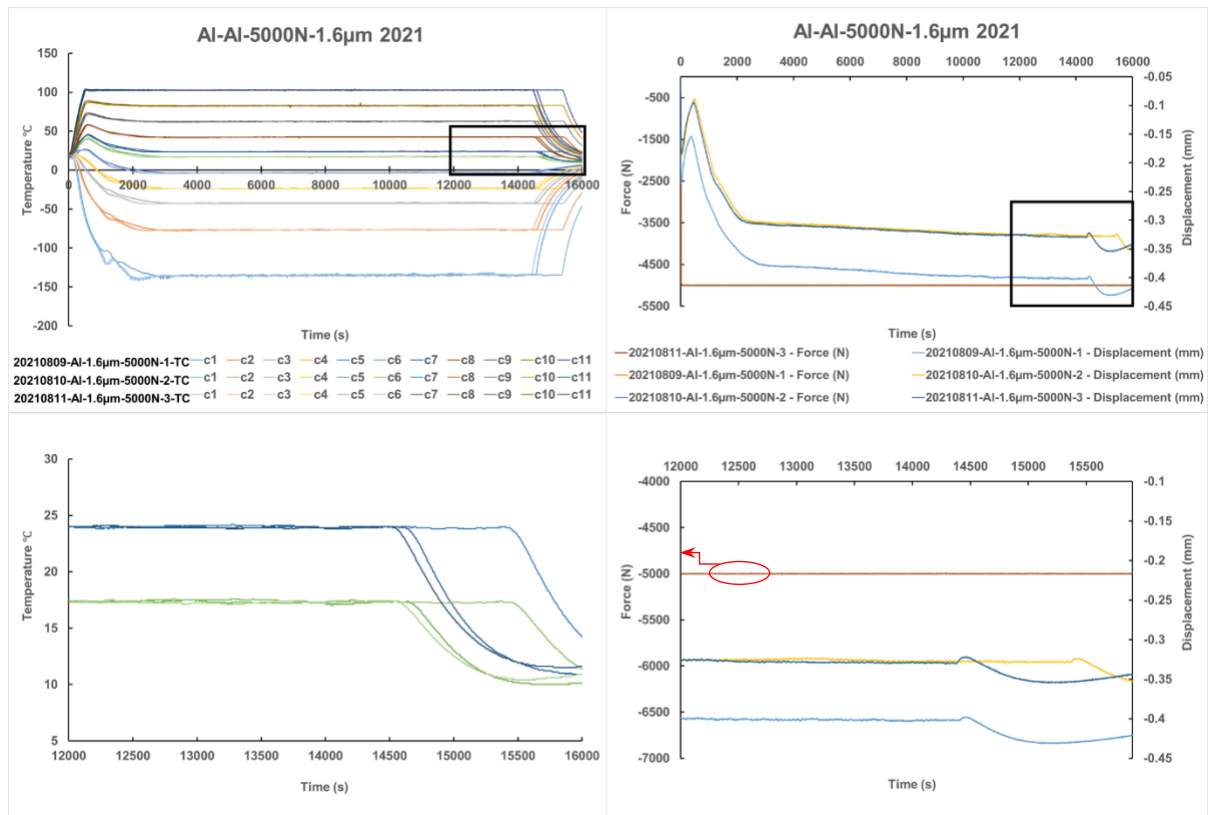 Al-Al-5000N-1.6µm 2021
150
100
50
0
-50
-100
-150
-200
0 2000 4000 6000 8000 10000 12000 14000 16000
Temperature ℃
Time (s)
20210809-Al-1.6µm-5000N-1-TC c1 c2 c3 c4 c5 c6 c7 c8 c9 c10 c11
20210810-Al-1.6µm-5000N-2-TC c1 c2 c3 c4 c5 c6 c7 c8 c9 c10 c11
20210811-Al-1.6µm-5000N-3-TC c1 c2 c3 c4 c5 c6 c7 c8 c9 c10 c11
Al-Al-5000N-1.6µm 2021
0 2000 4000 6000 8000 10000 12000 14000 16000
-500
-1500
-2500
-3500
-4500
-5500
Force (N)
-0.05
-0.1
-0.15
-0.2
-0.25
-0.3
-0.35
-0.4
-0.45
Displacement (mm)
Time (s)
20210811-Al-1.6µm-5000N-3 - Force (N) 20210809-Al-1.6µm-5000N-1 - Displacement (mm)
20210809-Al-1.6µm-5000N-1 - Force (N) 20210810-Al-1.6µm-5000N-2 - Displacement (mm)
20210810-Al-1.6µm-5000N-2 - Force (N) 20210811-Al-1.6µm-5000N-3 - Displacement (mm)
30
25
20
15
10
5
Temperature ℃
12000 12500 13000 13500 14000 14500 15000 15500 16000
Time (s)
12000 12500 13000 13500 14000 14500 15000 15500
-4000
-4500
-5000
-5500
-6000
-6500
-7000
Force (N)
-0.1
-0.15
-0.2
-0.25
-0.3
-0.35
-0.4
-0.45
Displacement (mm)
Time (s)